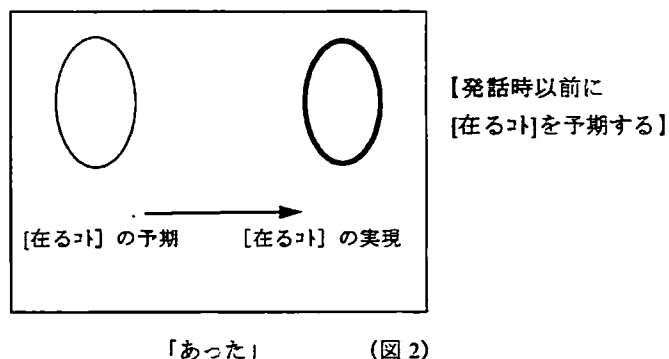 【発話時以前に
[在るコト]を予期する】
[在るコト] の予期 [在るコト] の実現
「あった」 (図 2)